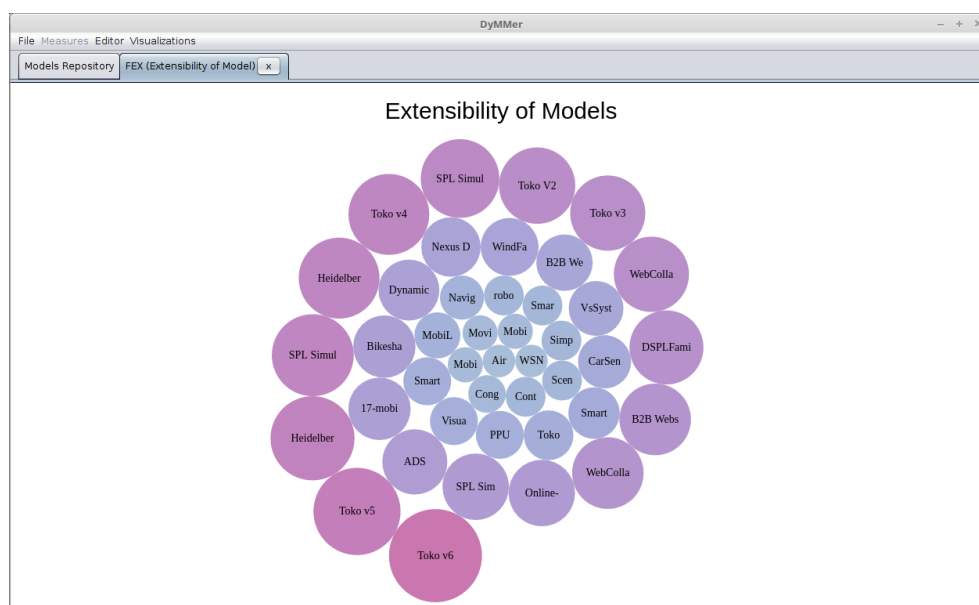 DyMMer
File Measures Editor Visualizations
Models Repository FEX (Extensibility of Model) x
Extensibility of Models
SPL Simul
Toko V2
Toko v4
Toko v3
Nexus D
WindFa
B2B We
WebColla
Heidelber
Dynamic
Navig
robo
Smar
VsSyst
MobiL
Movi
Mobi
Simp
SPL Simul
Bikesha
DSPLFami
Mobi
Air
WSN
CarSen
Smart
Scen
17-mobi
Cong
Cont
Smart
B2B Webs
Visua
Heidelber
PPU
Toko
ADS
WebColla
SPL Sim
Online-
Toko v5
Toko v6